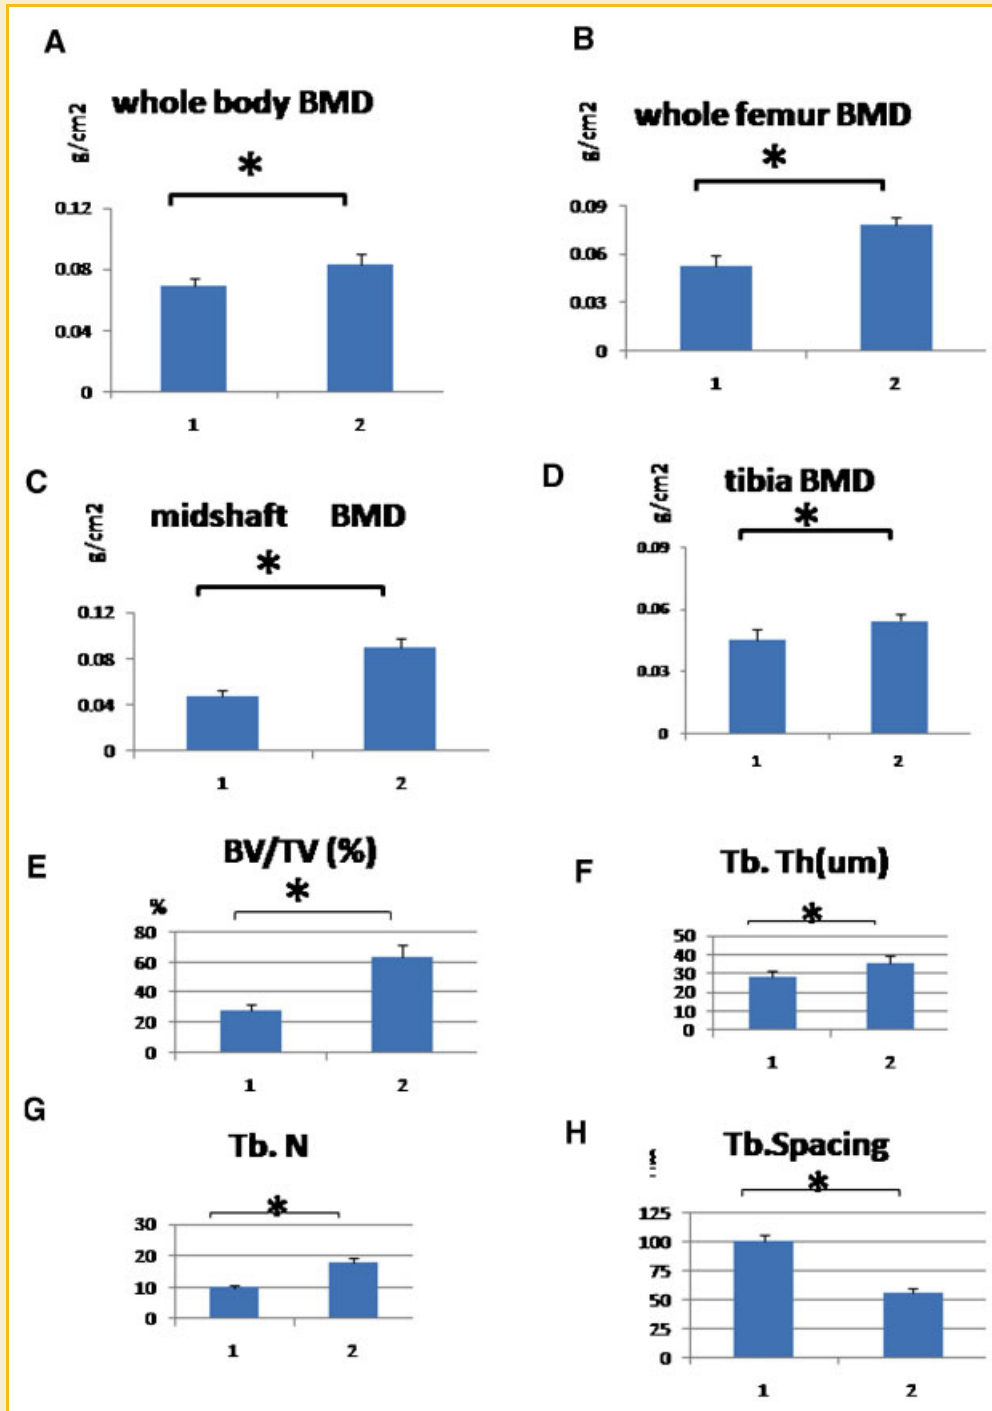 A
whole body BMD
g/cm2
*
0.12
0.08
0.04
0
1 2
B
whole femur BMD
g/cm2
*
0.09
0.06
0.03
0
1 2
C
midshaft BMD
g/cm2
*
0.12
0.08
0.04
0
1 2
D
tibia BMD
g/cm2
*
0.09
0.06
0.03
0
1 2
E
BV/TV (%)
%
*
80
60
40
20
0
1 2
F
Tb. Th(um)
*
50
40
30
20
10
0
1 2
G
Tb. N
*
30
20
10
0
1 2
H
Tb.Spacing
*
125
100
75
50
25
0
1 2